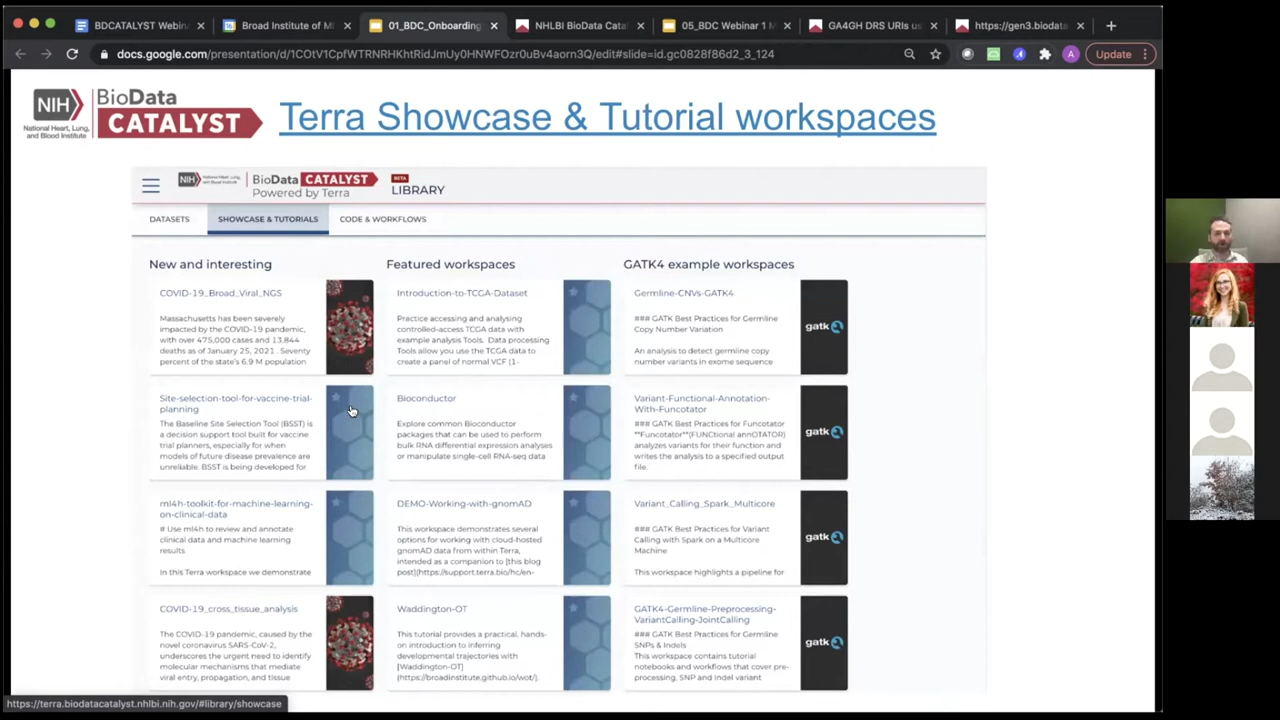 BDCATALYST Webin
Broad Institute of M
01_BDC_Onboarding
NHLBI BioData Cata
05_BDC Webinar 1 M
GA4GH DRS URIs us
https://gen3.biodata
docs.google.com/presentation/d/1COtV1CpfWTRNRHKhtRidJmUy0HNWFOzr0uBv4aorn3Q/edit#slide=id.gc0828f86d2_3_124
A
Update
NIH
National Heart, Lung,
and Blood Institute
BioData
CATALYST
Terra Showcase & Tutorial workspaces
NIH
BioData CATALYST
Powered by Terra
BETA
LIBRARY
DATASETS
SHOWCASE & TUTORIALS
CODE & WORKFLOWS
New and interesting
COVID-19_Broad_Viral_NGS
Massachusetts has been severely
impacted by the COVID-19 pandemic,
with over 475,000 cases and 13,844
deaths as of January 25, 2021 . Seventy
percent of the state's 6.9 M population
Site-selection-tool-for-vaccine-trial-
planning
The Baseline Site Selection Tool (BSST) is
a decision support tool built for vaccine
trial planners, especially for when
models of future disease prevalence are
unreliable. BSST is being developed for
ml4h-toolkit-for-machine-learning-
on-clinical-data
# Use ml4h to review and annotate
clinical data and machine learning
results
In this Terra workspace we demonstrate
COVID-19_cross_tissue_analysis
The COVID-19 pandemic, caused by the
novel coronavirus SARS-CoV-2,
underscores the urgent need to identify
molecular mechanisms that mediate
viral entry, propagation, and tissue
Featured workspaces
Introduction-to-TCGA-Dataset
Practice accessing and analysing
controlled-access TCGA data with
example analysis Tools. Data processing
Tools allow you use the TCGA data to
create a panel of normal VCF (1-
Bioconductor
Explore common Bioconductor
packages that can be used to perform
bulk RNA differential expression analyses
or manipulate single-cell RNA-seq data
DEMO-Working-with-gnomAD
This workspace demonstrates several
options for working with cloud-hosted
gnomAD data from within Terra,
intended as a companion to [this blog
post](https://support.terra.bio/hc/en-
Waddington-OT
This tutorial provides a practical, hands-
on introduction to inferring
developmental trajectories with
[Waddington-OT]
(https://broadinstitute.github.io/wot/).
GATK4 example workspaces
Germline-CNVs-GATK4
### GATK Best Practices for Germline
Copy Number Variation
An analysis to detect germline copy
number variants in exome sequence
gatk
Variant-Functional-Annotation-
With-Funcotator
### GATK Best Practices for Funcotator
**Funcotator**(FUNCtional annOTATOR)
analyzes variants for their function and
writes the analysis to a specified output
file.
gatk
Variant_Calling_Spark_Multicore
### GATK Best Practices for Variant
Calling with Spark on a Multicore
Machine
This workspace highlights a pipeline for
gatk
GATK4-Germline-Preprocessing-
VariantCalling-JointCalling
### GATK Best Practices for Germline
SNPs & Indels
This workspace contains tutorial
notebooks and workflows that cover pre-
processing, SNP and Indel variant
gatk
https://terra.biodatacatalyst.nhlbi.nih.gov/#library/showcase